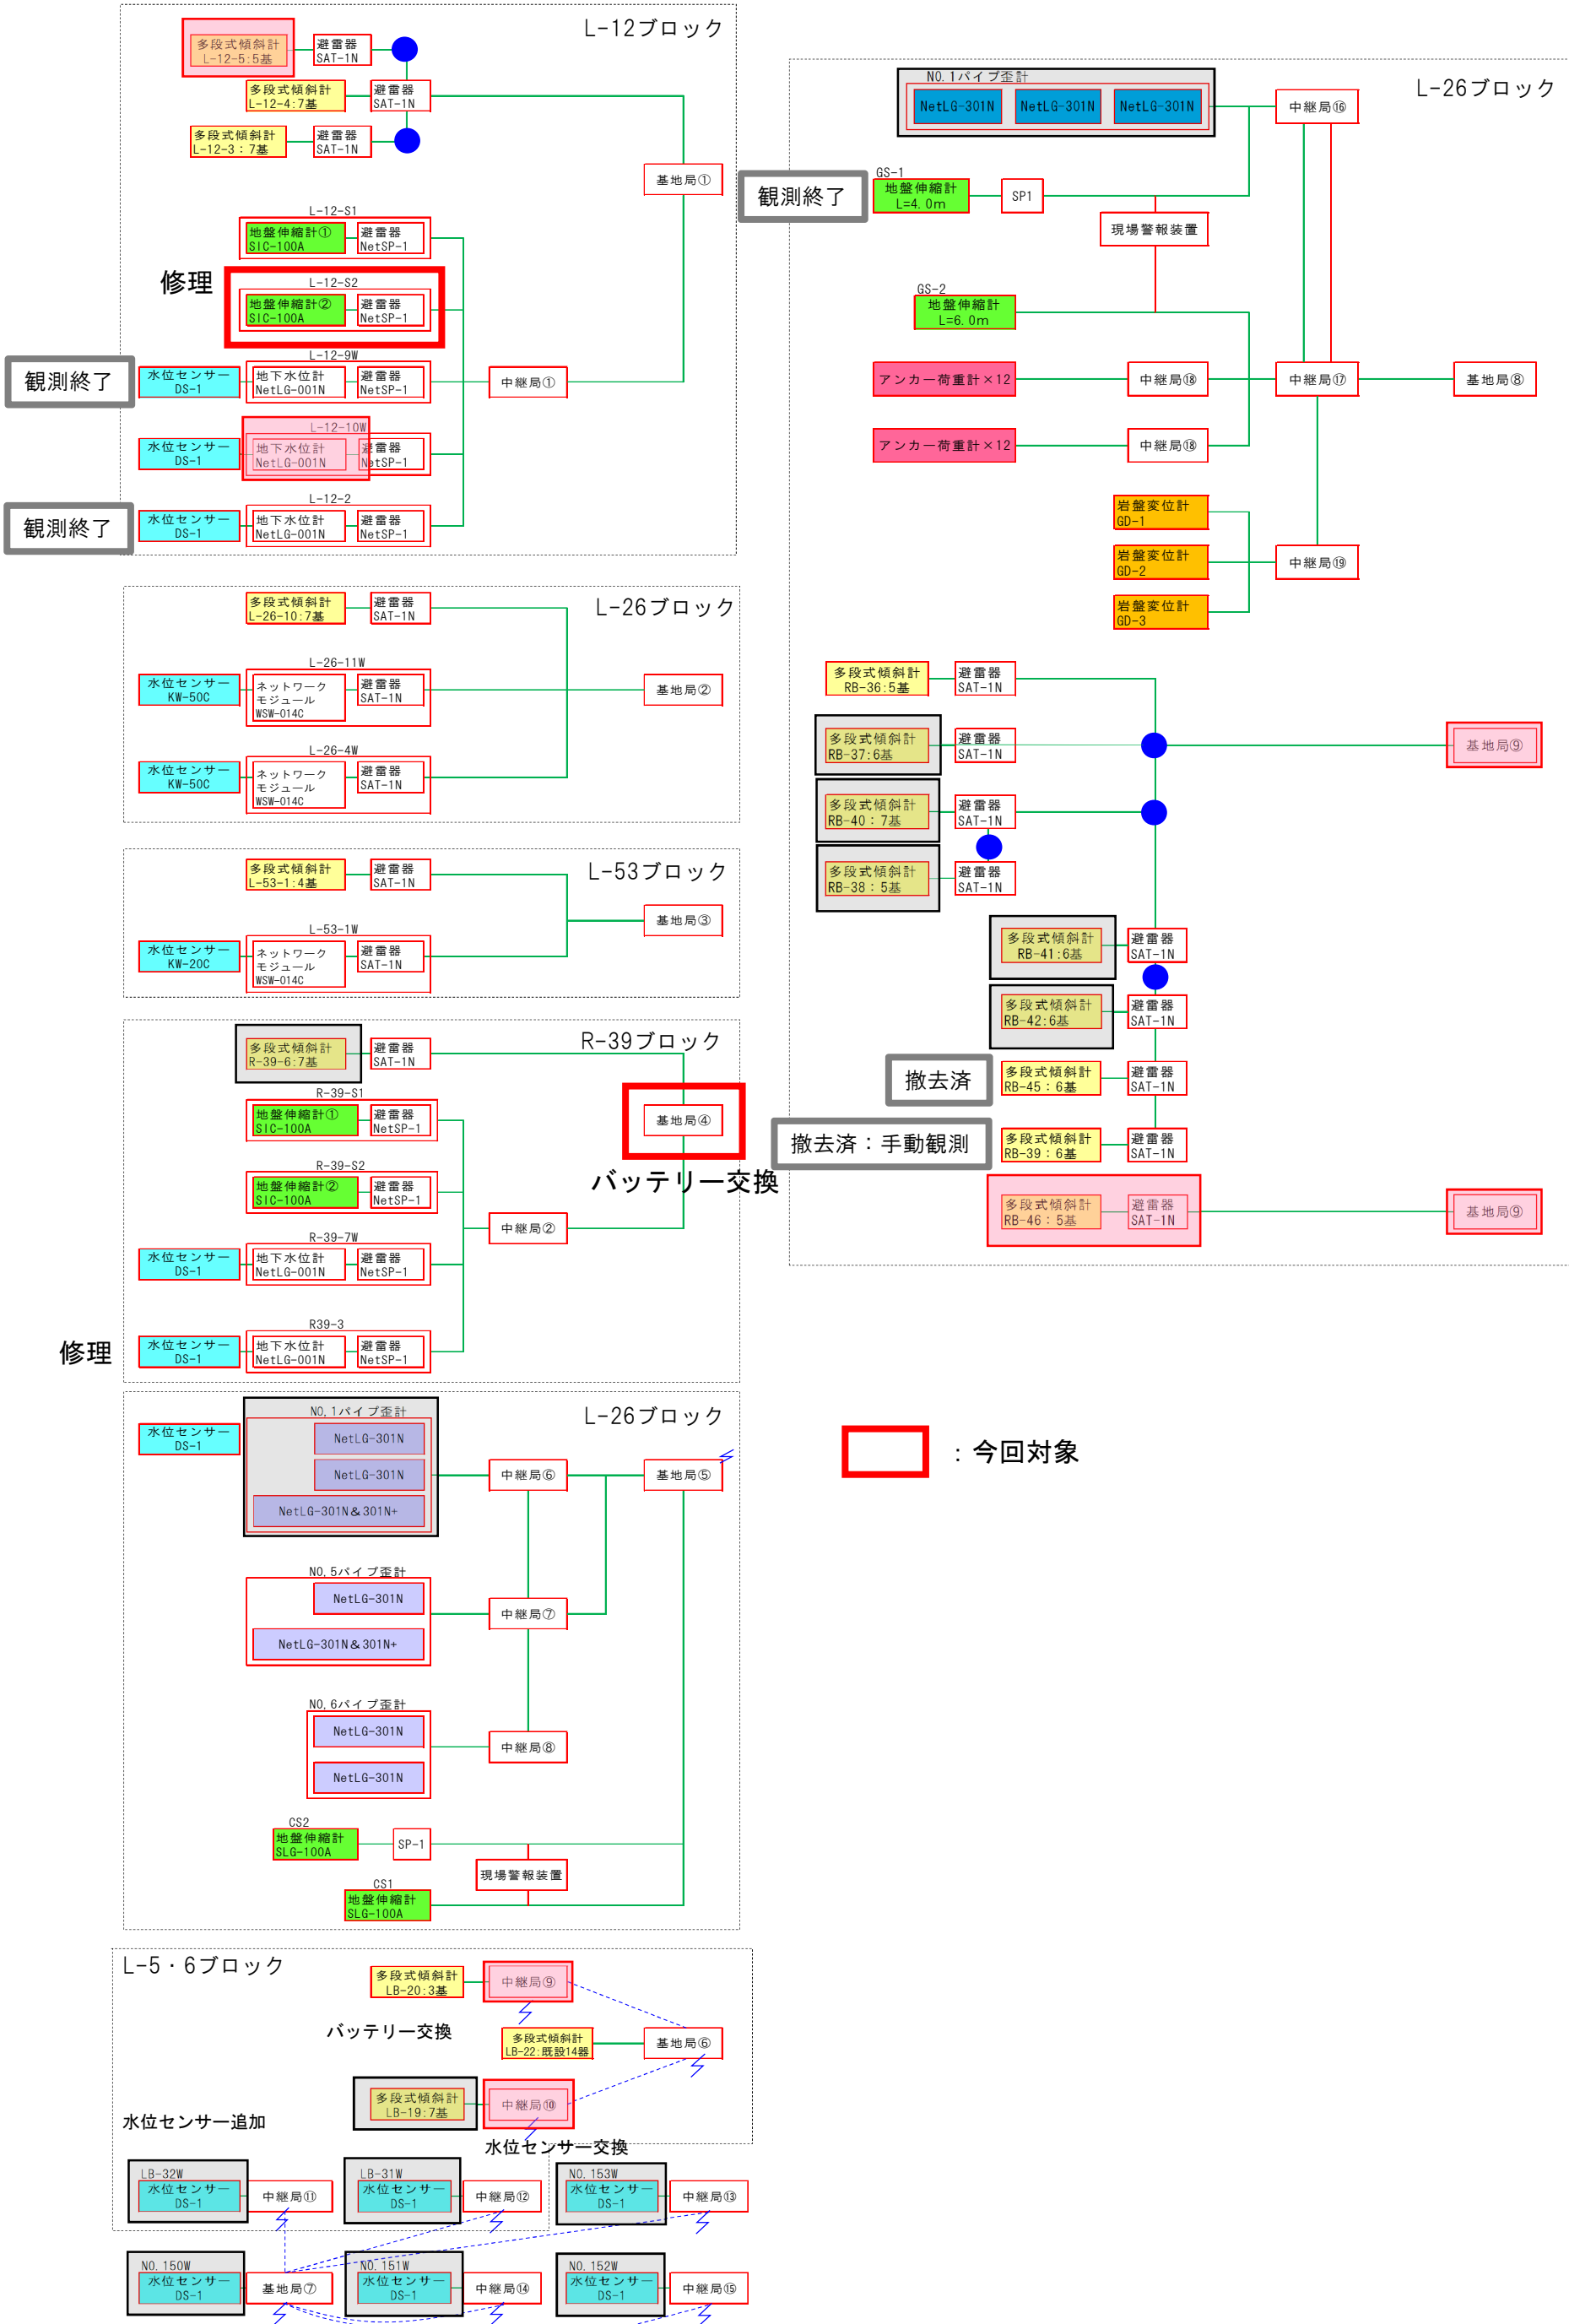 L-12ブロック
多段式傾斜計
L-12-5:5基
避雷器
SAT-1N
多段式傾斜計
L-12-4:7基
避雷器
SAT-1N
多段式傾斜計
L-12-3：7基
避雷器
SAT-1N
基地局①
L-12-S1
地盤伸縮計①
SIC-100A
避雷器
NetSP-1
修理
L-12-S2
地盤伸縮計②
SIC-100A
避雷器
NetSP-1
観測終了
水位センサー
DS-1
L-12-9W
地下水位計
NetLG-001N
避雷器
NetSP-1
中継局①
水位センサー
DS-1
L-12-10W
地下水位計
NetLG-001N
避雷器
NetSP-1
観測終了
水位センサー
DS-1
L-12-2
地下水位計
NetLG-001N
避雷器
NetSP-1
L-26ブロック
多段式傾斜計
L-26-10:7基
避雷器
SAT-1N
L-26-11W
水位センサー
KW-50C
ネットワーク
モジュール
WSW-014C
避雷器
SAT-1N
基地局②
L-26-4W
水位センサー
KW-50C
ネットワーク
モジュール
WSW-014C
避雷器
SAT-1N
L-53ブロック
多段式傾斜計
L-53-1:4基
避雷器
SAT-1N
基地局③
L-53-1W
水位センサー
KW-20C
ネットワーク
モジュール
WSW-014C
避雷器
SAT-1N
R-39ブロック
多段式傾斜計
R-39-6:7基
避雷器
SAT-1N
R-39-S1
地盤伸縮計①
SIC-100A
避雷器
NetSP-1
基地局④
バッテリー交換
R-39-S2
地盤伸縮計②
SIC-100A
避雷器
NetSP-1
中継局②
R-39-7W
水位センサー
DS-1
地下水位計
NetLG-001N
避雷器
NetSP-1
修理
R39-3
水位センサー
DS-1
地下水位計
NetLG-001N
避雷器
NetSP-1
L-26ブロック
水位センサー
DS-1
NO,1パイプ歪計
NetLG-301N
NetLG-301N
NetLG-301N＆301N+
中継局⑥
基地局⑤
NO,5パイプ歪計
NetLG-301N
NetLG-301N＆301N+
中継局⑦
NO,6パイプ歪計
NetLG-301N
NetLG-301N
中継局⑧
CS2
地盤伸縮計
SLG-100A
SP-1
現場警報装置
CS1
地盤伸縮計
SLG-100A
L-5・6ブロック
多段式傾斜計
LB-20:3基
中継局⑨
バッテリー交換
多段式傾斜計
LB-22:既設14器
基地局⑥
多段式傾斜計
LB-19:7基
中継局⑩
水位センサー追加
水位センサー交換
LB-32W
水位センサー
DS-1
中継局⑪
LB-31W
水位センサー
DS-1
中継局⑫
NO.153W
水位センサー
DS-1
中継局⑬
NO.150W
水位センサー
DS-1
基地局⑦
NO.151W
水位センサー
DS-1
中継局⑭
NO.152W
水位センサー
DS-1
中継局⑮
L-26ブロック
NO.1パイプ歪計
NetLG-301N
NetLG-301N
NetLG-301N
中継局⑯
観測終了
GS-1
地盤伸縮計
L=4.0m
SP1
現場警報装置
GS-2
地盤伸縮計
L=6.0m
アンカー荷重計×12
中継局⑱
中継局⑰
基地局⑧
アンカー荷重計×12
中継局⑱
岩盤変位計
GD-1
岩盤変位計
GD-2
中継局⑲
岩盤変位計
GD-3
多段式傾斜計
RB-36:5基
避雷器
SAT-1N
多段式傾斜計
RB-37:6基
避雷器
SAT-1N
基地局⑨
多段式傾斜計
RB-40：7基
避雷器
SAT-1N
多段式傾斜計
RB-38：5基
避雷器
SAT-1N
多段式傾斜計
RB-41:6基
避雷器
SAT-1N
多段式傾斜計
RB-42:6基
避雷器
SAT-1N
撤去済
多段式傾斜計
RB-45：6基
避雷器
SAT-1N
撤去済：手動観測
多段式傾斜計
RB-39：6基
避雷器
SAT-1N
多段式傾斜計
RB-46：5基
避雷器
SAT-1N
基地局⑨
：今回対象